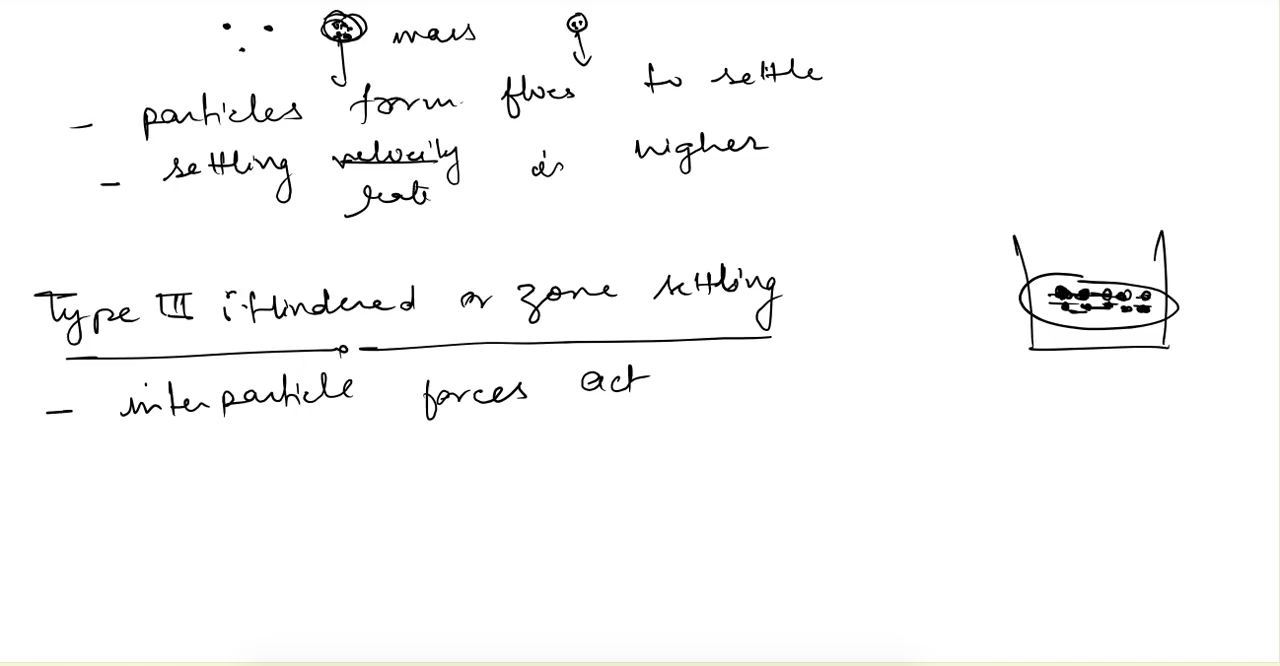 mass
- particles form flocs to settle
- settling velocity is higher
rate
Type III : Hindered or zone settling
- interparticle forces act